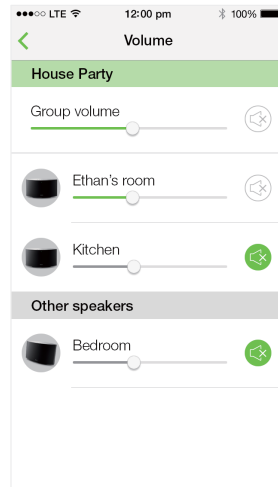 LTE 12:00 pm 100%
Volume
House Party
Group volume
Ethan's room
Kitchen
Other speakers
Bedroom